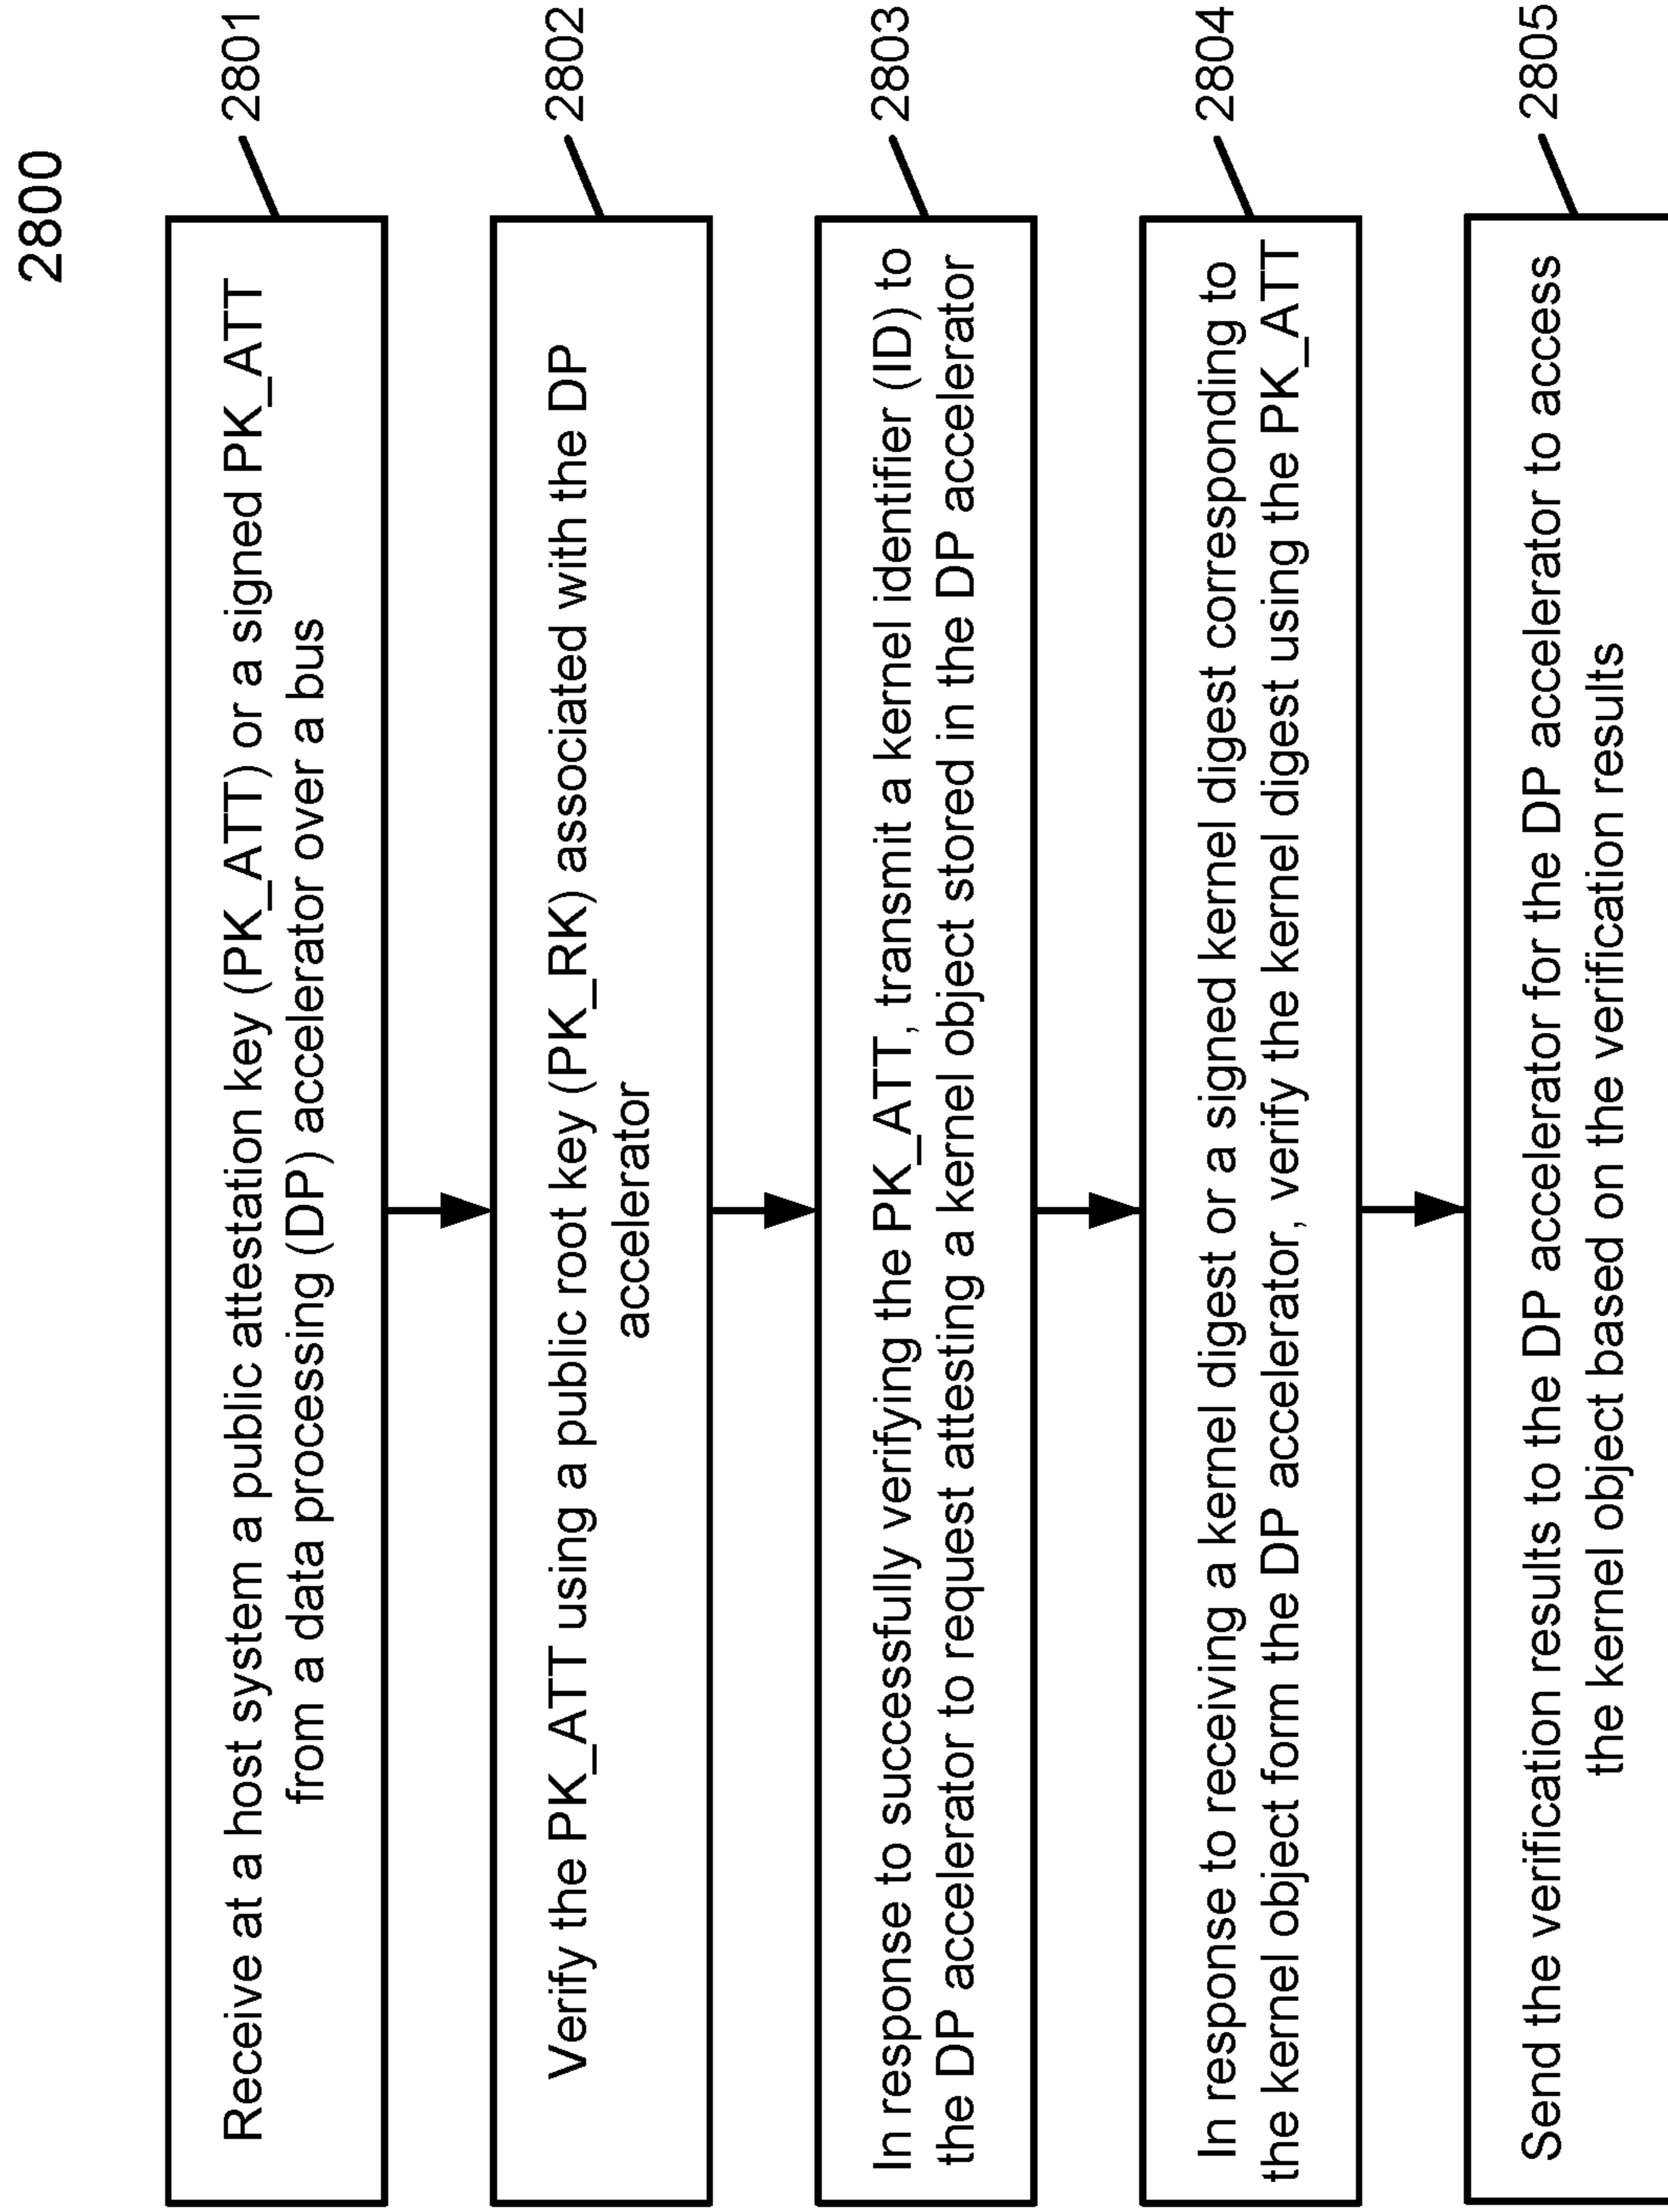 2800
Receive at a host system a public attestation key (PK_ATT) or a signed PK_ATT
from a data processing (DP) accelerator over a bus
2801
Verify the PK_ATT using a public root key (PK_RK) associated with the DP
accelerator
2802
In response to successfully verifying the PK_ATT, transmit a kernel identifier (ID) to
the DP accelerator to request attesting a kernel object stored in the DP accelerator
2803
In response to receiving a kernel digest or a signed kernel digest corresponding to
the kernel object form the DP accelerator, verify the kernel digest using the PK_ATT
2804
Send the verification results to the DP accelerator for the DP accelerator to access
the kernel object based on the verification results
2805